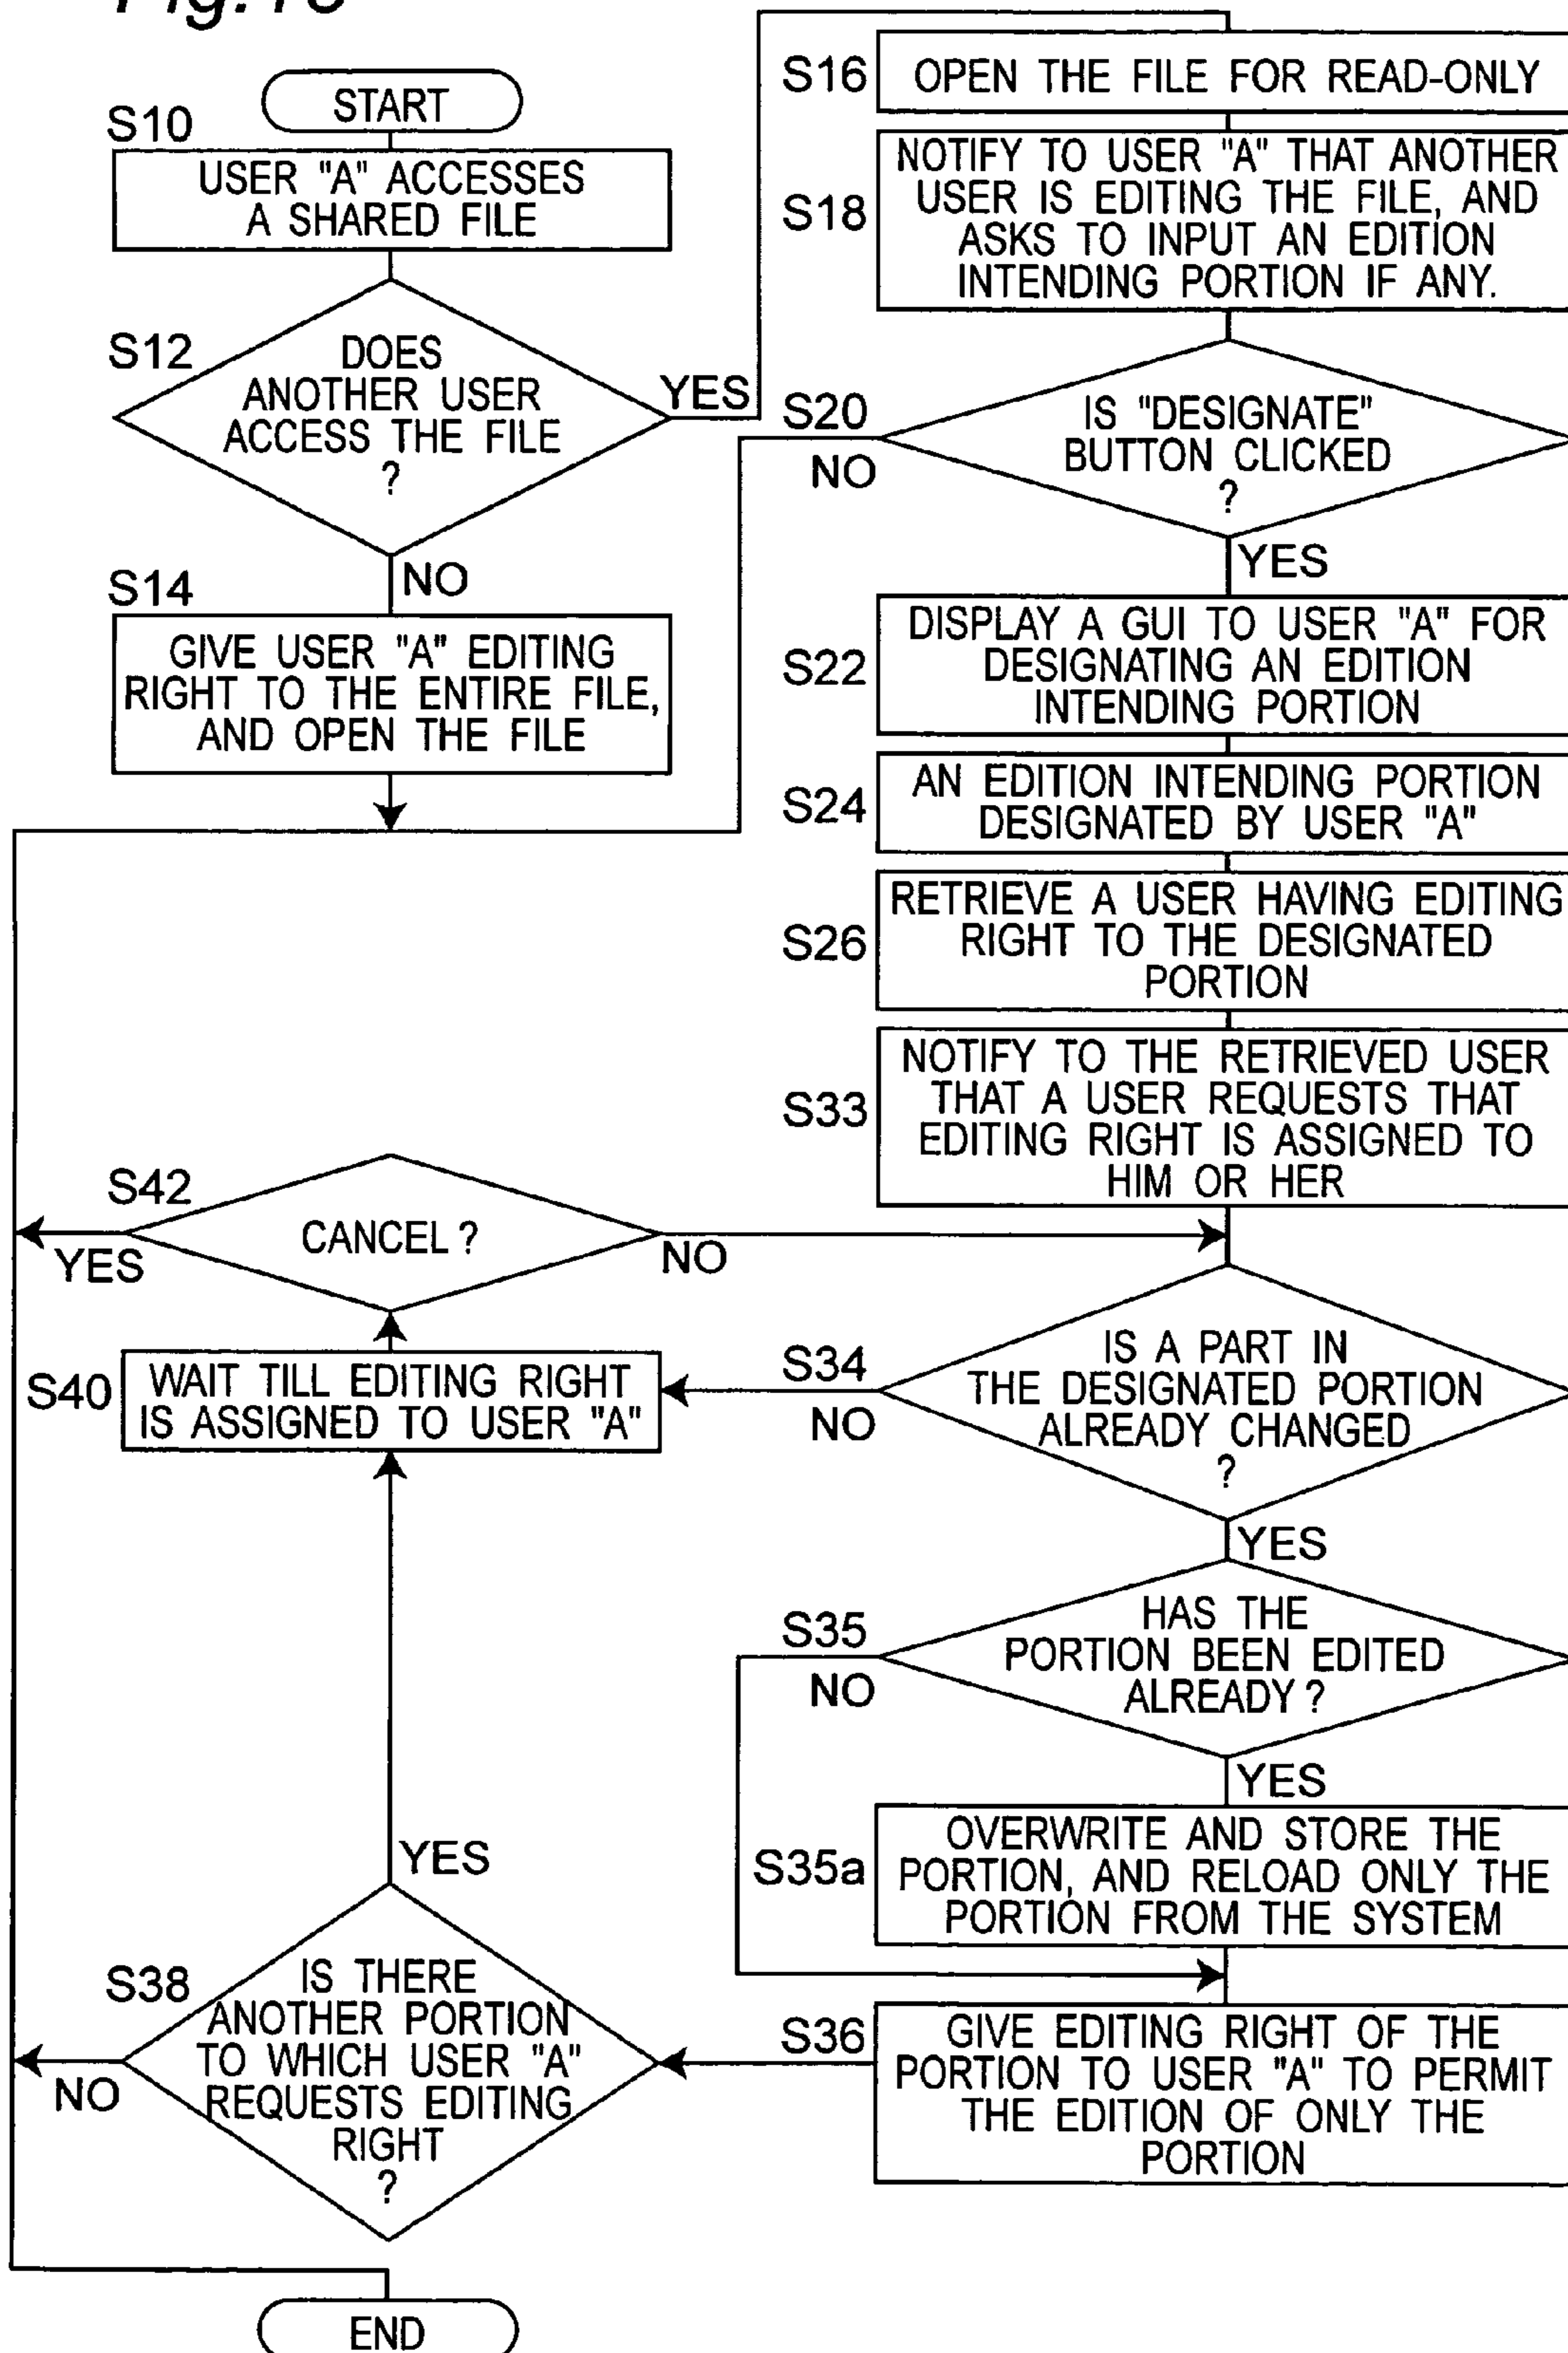 START
S10
USER "A" ACCESSES
A SHARED FILE
S12
DOES
ANOTHER USER
ACCESS THE FILE
?
YES
NO
S14
GIVE USER "A" EDITING
RIGHT TO THE ENTIRE FILE,
AND OPEN THE FILE
S16
OPEN THE FILE FOR READ-ONLY
S18
NOTIFY TO USER "A" THAT ANOTHER
USER IS EDITING THE FILE, AND
ASKS TO INPUT AN EDITION
INTENDING PORTION IF ANY.
S20
IS "DESIGNATE"
BUTTON CLICKED
?
NO
YES
S22
DISPLAY A GUI TO USER "A" FOR
DESIGNATING AN EDITION
INTENDING PORTION
S24
AN EDITION INTENDING PORTION
DESIGNATED BY USER "A"
S26
RETRIEVE A USER HAVING EDITING
RIGHT TO THE DESIGNATED
PORTION
S33
NOTIFY TO THE RETRIEVED USER
THAT A USER REQUESTS THAT
EDITING RIGHT IS ASSIGNED TO
HIM OR HER
S42
CANCEL ?
YES
NO
S40
WAIT TILL EDITING RIGHT
IS ASSIGNED TO USER "A"
S34
IS A PART IN
THE DESIGNATED PORTION
ALREADY CHANGED
?
NO
YES
S35
HAS THE
PORTION BEEN EDITED
ALREADY ?
NO
YES
S35a
OVERWRITE AND STORE THE
PORTION, AND RELOAD ONLY THE
PORTION FROM THE SYSTEM
S36
GIVE EDITING RIGHT OF THE
PORTION TO USER "A" TO PERMIT
THE EDITION OF ONLY THE
PORTION
YES
S38
IS THERE
ANOTHER PORTION
TO WHICH USER "A"
REQUESTS EDITING
RIGHT
?
NO
END